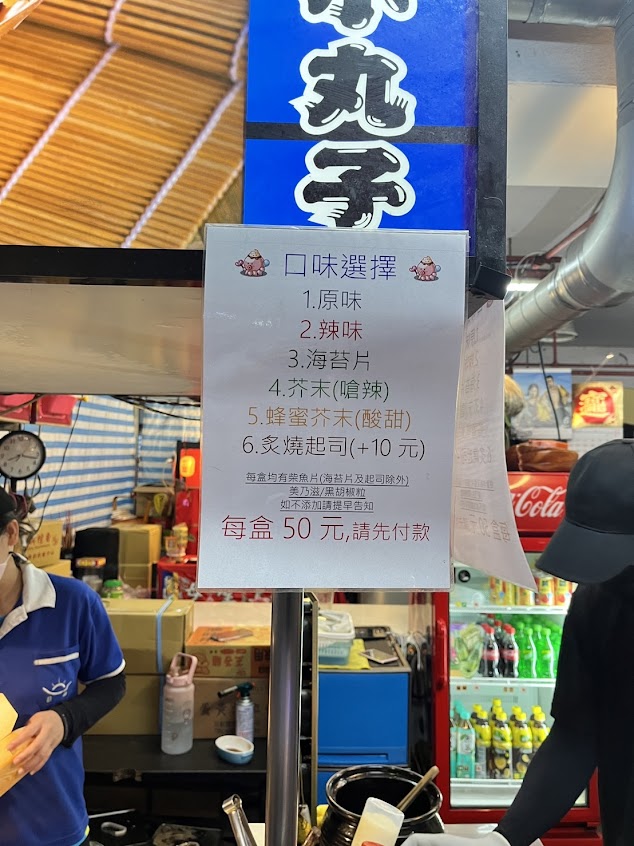 丸
子
口味選擇
1.原味
2.辣味
3.海苔片
4.芥末(嗆辣)
5.蜂蜜芥末(酸甜)
6.炙燒起司(+10 元)
每盒均有柴魚片(海苔片及起司除外)
美乃滋/黑胡椒粒
如不添加請提早告知
每盒 50 元,請先付款
Coca